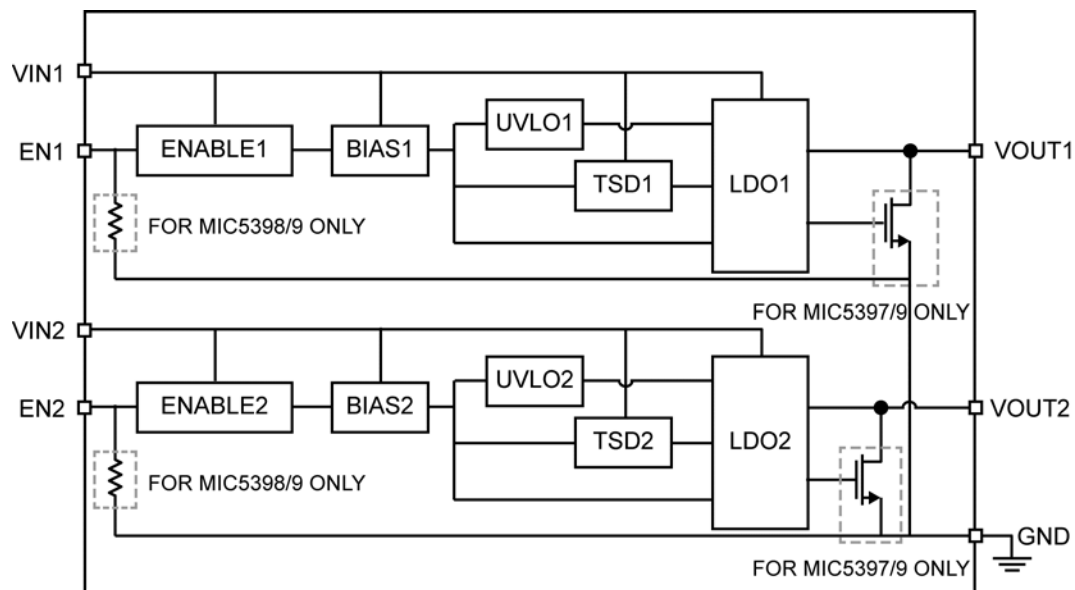 VIN1
EN1
ENABLE1
BIAS1
UVLO1
TSD1
LDO1
VOUT1
FOR MIC5398/9 ONLY
FOR MIC5397/9 ONLY
VIN2
EN2
ENABLE2
BIAS2
UVLO2
TSD2
LDO2
VOUT2
FOR MIC5398/9 ONLY
GND
FOR MIC5397/9 ONLY